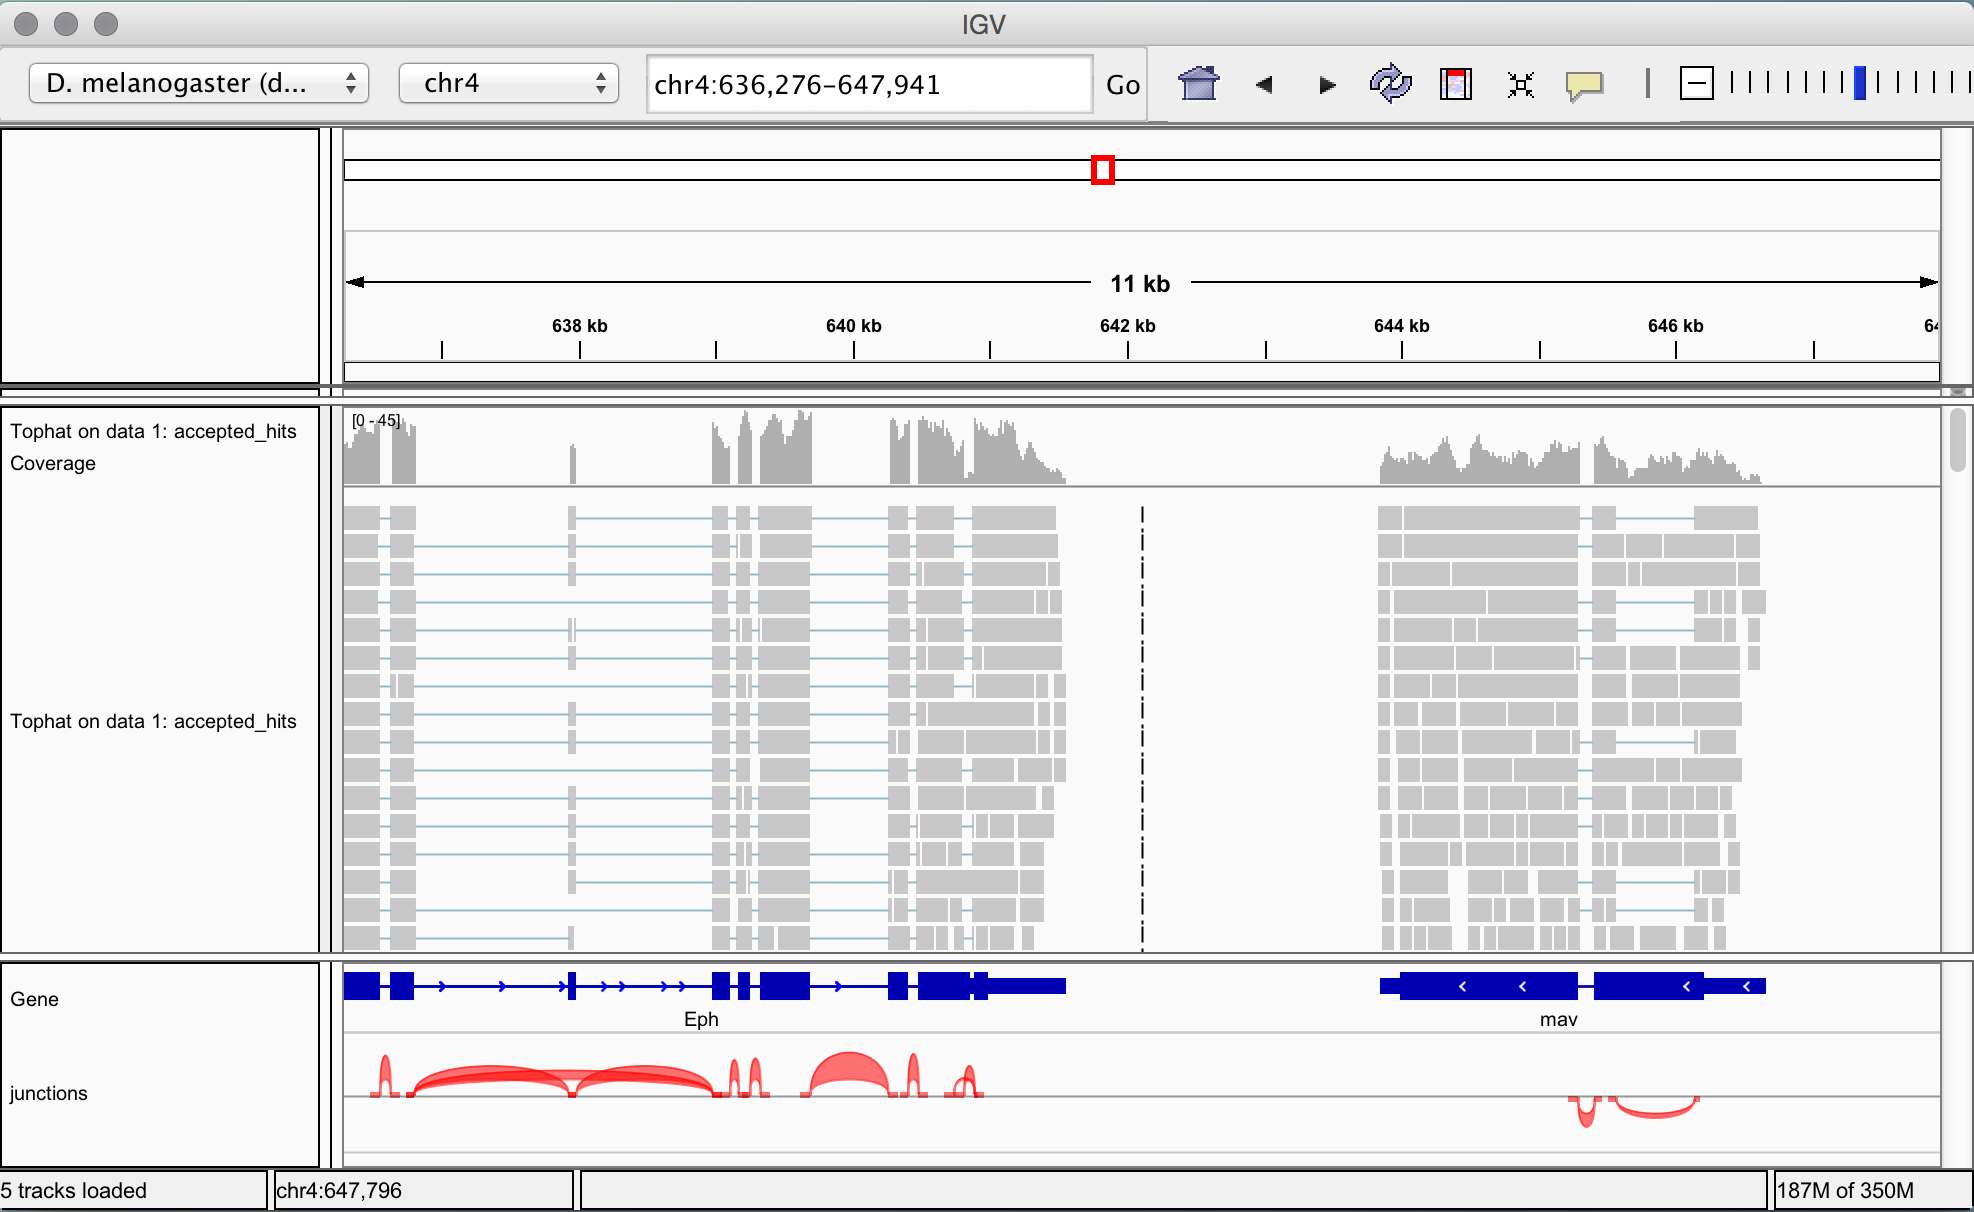 IGV
D. melanogaster (d...
chr4
chr4:636,276-647,941
Go
11 kb
638 kb
640 kb
642 kb
644 kb
646 kb
[0 - 45]
Tophat on data 1: accepted_hits
Coverage
Tophat on data 1: accepted_hits
Gene
Eph
mav
junctions
5 tracks loaded
chr4:647,796
187M of 350M